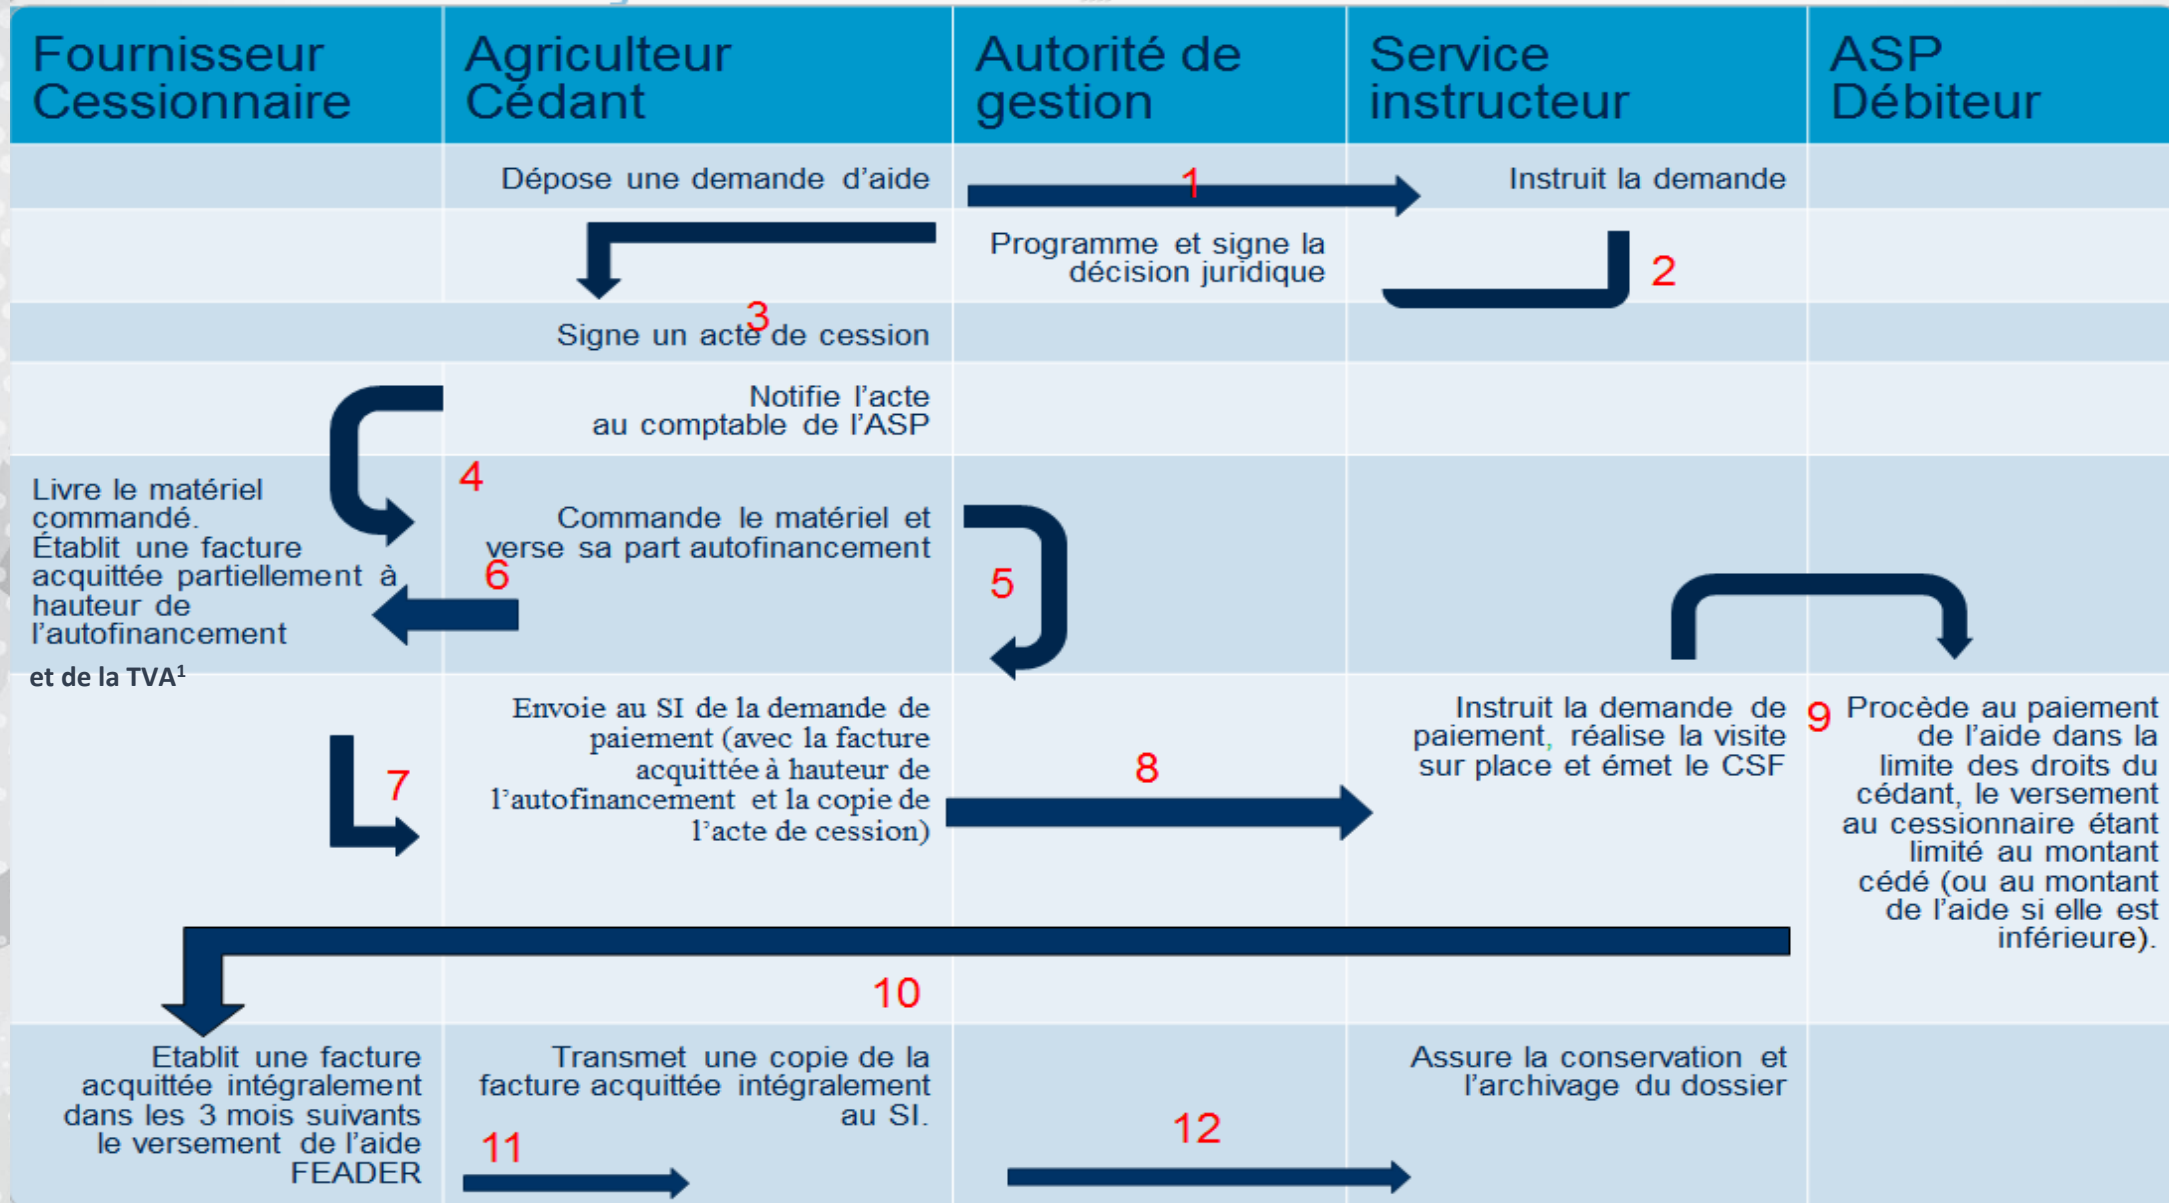 Fournisseur
Cessionnaire
Agriculteur
Cédant
Autorité de
gestion
Service
instructeur
ASP
Débiteur
Dépose une demande d’aide
1
Instruit la demande
Programme et signe la
décision juridique
2
3
Signe un acte de cession
Notifie l’acte
au comptable de l’ASP
4
Livre le matériel
commandé.
Établit une facture
acquittée partiellement à
hauteur de
l’autofinancement
et de la TVA¹
Commande le matériel et
verse sa part autofinancement
6
5
7
Envoie au SI de la demande de
paiement (avec la facture
acquittée à hauteur de
l’autofinancement et la copie de
l’acte de cession)
8
Instruit la demande de
paiement, réalise la visite
sur place et émet le CSF
9
Procède au paiement
de l’aide dans la
limite des droits du
cédant, le versement
au cessionnaire étant
limité au montant
cédé (ou au montant
de l’aide si elle est
inférieure).
10
Etablit une facture
acquittée intégralement
dans les 3 mois suivants
le versement de l’aide
FEADER
Transmet une copie de la
facture acquittée intégralement
au SI.
11
12
Assure la conservation et
l’archivage du dossier